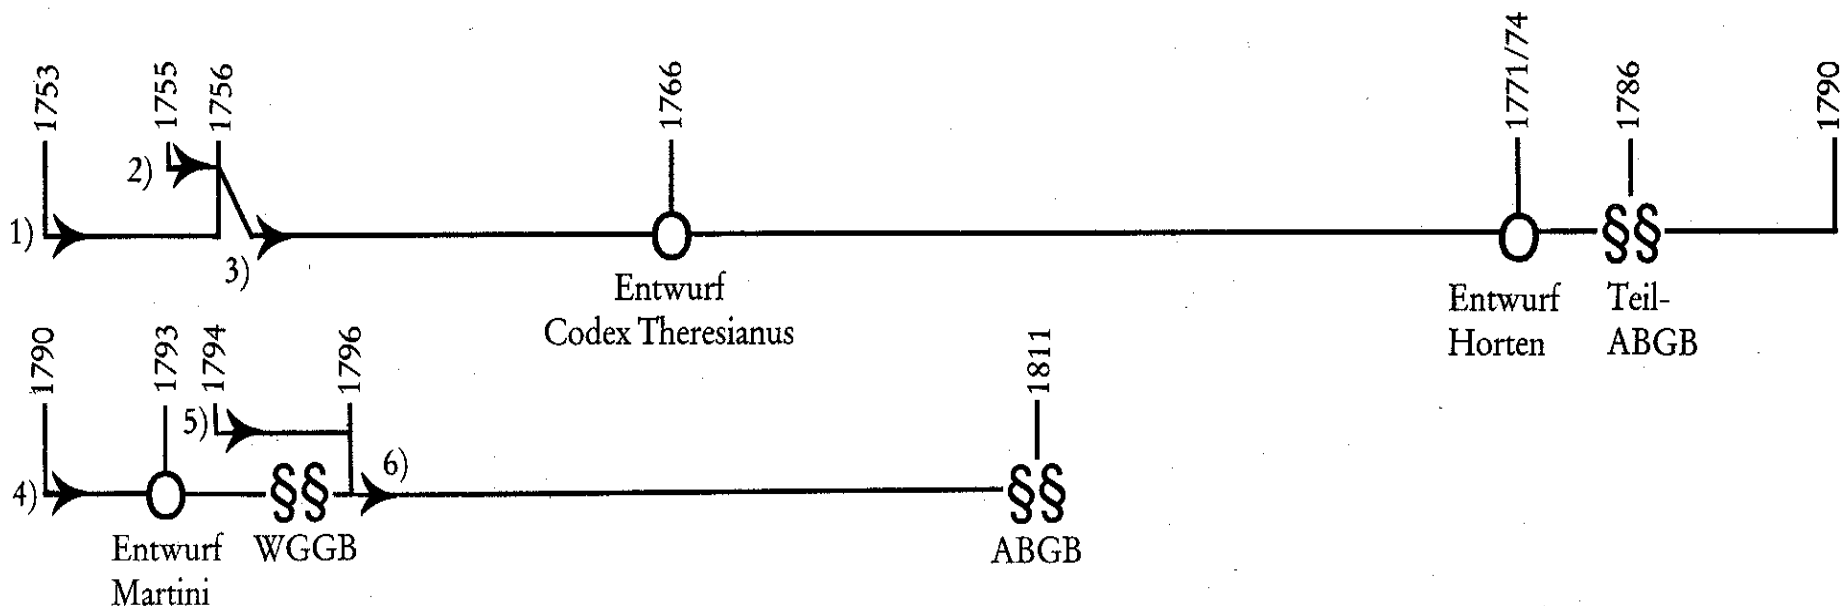 1753
1755
1756
1766
1771/74
1786
1790
2)
1)
3)
§§
Entwurf
Codex Theresianus
Entwurf
Horten
Teil-
ABGB
1790
1793
1794
1796
1811
5)
6)
4)
§§
§§
Entwurf
Martini
WGGB
ABGB